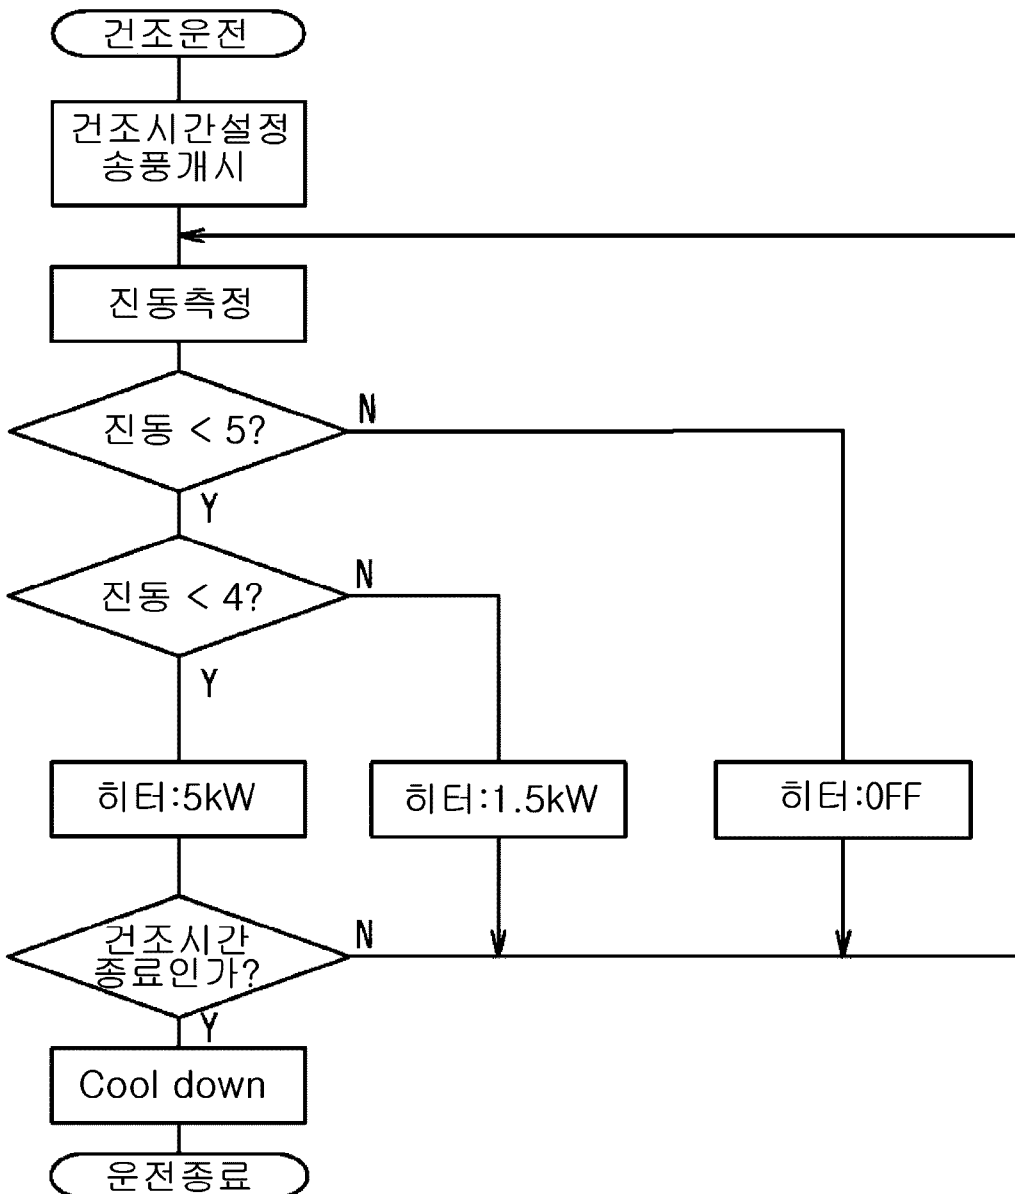 건조운전
건조시간설정
송풍개시
진동측정
진동 < 5?
N
Y
진동 < 4?
N
Y
히터:5kW
히터:1.5kW
히터:0FF
건조시간
종료인가?
N
Y
Cool down
운전종료